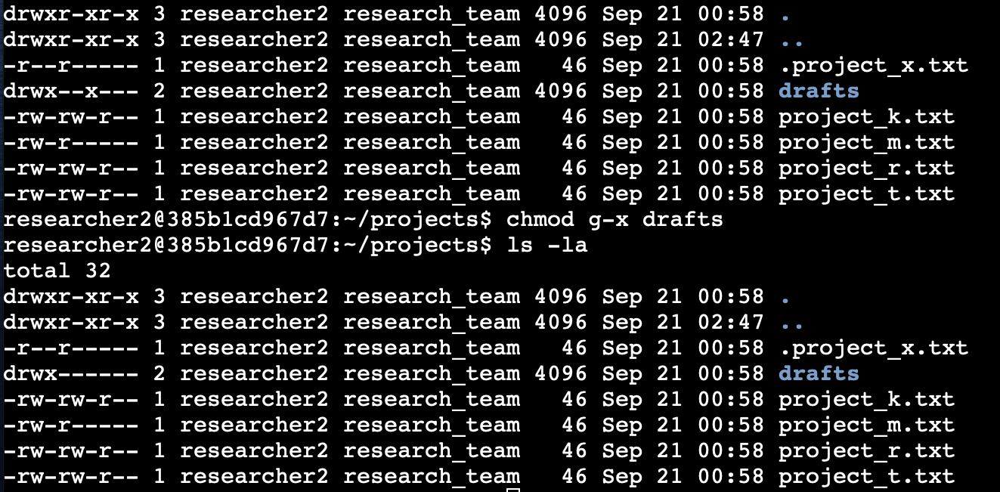 drwxr-xr-x 3 researcher2 research_team 4096 Sep 21 00:58 .
drwxr-xr-x 3 researcher2 research_team 4096 Sep 21 02:47 ..
-r--r----- 1 researcher2 research_team   46 Sep 21 00:58 .project_x.txt
drwx--x--- 2 researcher2 research_team 4096 Sep 21 00:58 drafts
-rw-rw-r-- 1 researcher2 research_team   46 Sep 21 00:58 project_k.txt
-rw-r----- 1 researcher2 research_team   46 Sep 21 00:58 project_m.txt
-rw-rw-r-- 1 researcher2 research_team   46 Sep 21 00:58 project_r.txt
-rw-rw-r-- 1 researcher2 research_team   46 Sep 21 00:58 project_t.txt
researcher2@385b1cd967d7:~/projects$ chmod g-x drafts
researcher2@385b1cd967d7:~/projects$ ls -la
total 32
drwxr-xr-x 3 researcher2 research_team 4096 Sep 21 00:58 .
drwxr-xr-x 3 researcher2 research_team 4096 Sep 21 02:47 ..
-r--r----- 1 researcher2 research_team   46 Sep 21 00:58 .project_x.txt
drwx------ 2 researcher2 research_team 4096 Sep 21 00:58 drafts
-rw-rw-r-- 1 researcher2 research_team   46 Sep 21 00:58 project_k.txt
-rw-r----- 1 researcher2 research_team   46 Sep 21 00:58 project_m.txt
-rw-rw-r-- 1 researcher2 research_team   46 Sep 21 00:58 project_r.txt
-rw-rw-r-- 1 researcher2 research_team   46 Sep 21 00:58 project_t.txt